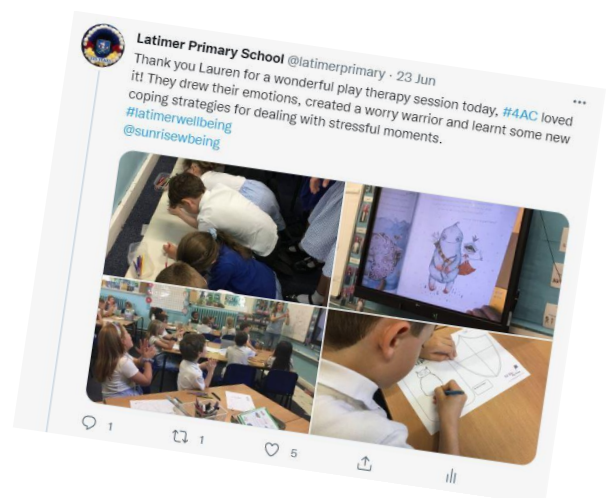 Latimer Primary School @latimerprimary · 23 Jun
Thank you Lauren for a wonderful play therapy session today, #4AC loved
it! They drew their emotions, created a worry warrior and learnt some new
coping strategies for dealing with stressful moments.
#latimerwellbeing
@sunrisewbeing
1
1
5